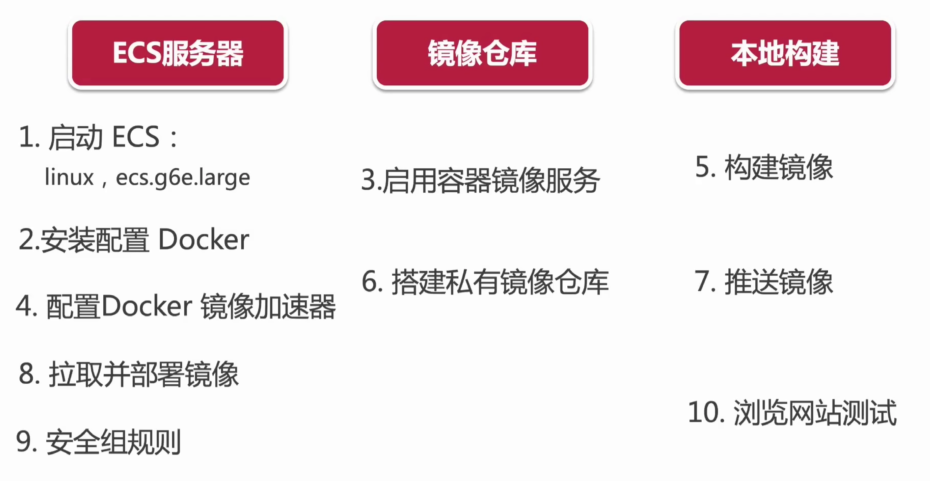 ECS服务器
1. 启动 ECS：
linux，ecs.g6e.large
2.安装配置 Docker
4. 配置Docker 镜像加速器
8. 拉取并部署镜像
9. 安全组规则
镜像仓库
3.启用容器镜像服务
6. 搭建私有镜像仓库
本地构建
5. 构建镜像
7. 推送镜像
10. 浏览网站测试